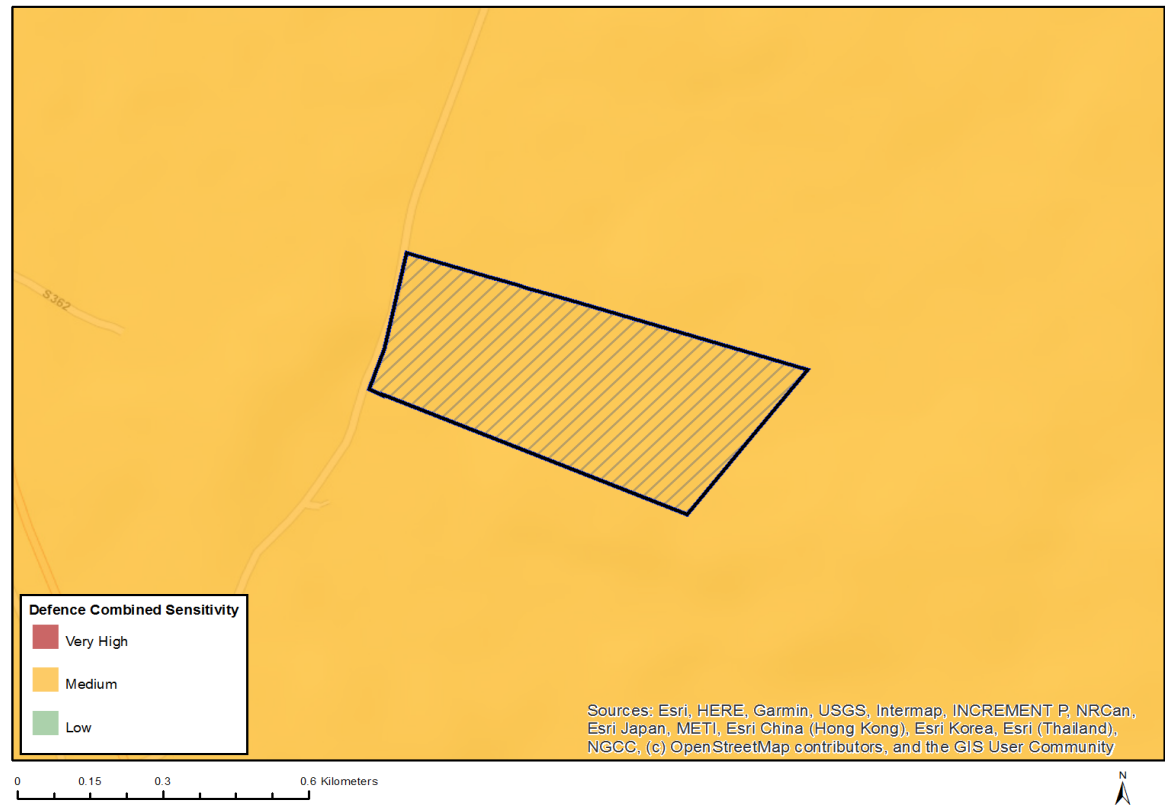 S362
Defence Combined Sensitivity
Very High
Medium
Low
Sources: Esri, HERE, Garmin, USGS, Intermap, INCREMENT P, NRCan,
Esri Japan, METI, Esri China (Hong Kong), Esri Korea, Esri (Thailand),
NGCC, (c) OpenStreetMap contributors, and the GIS User Community
0 0.15 0.3 0.6 Kilometers
N